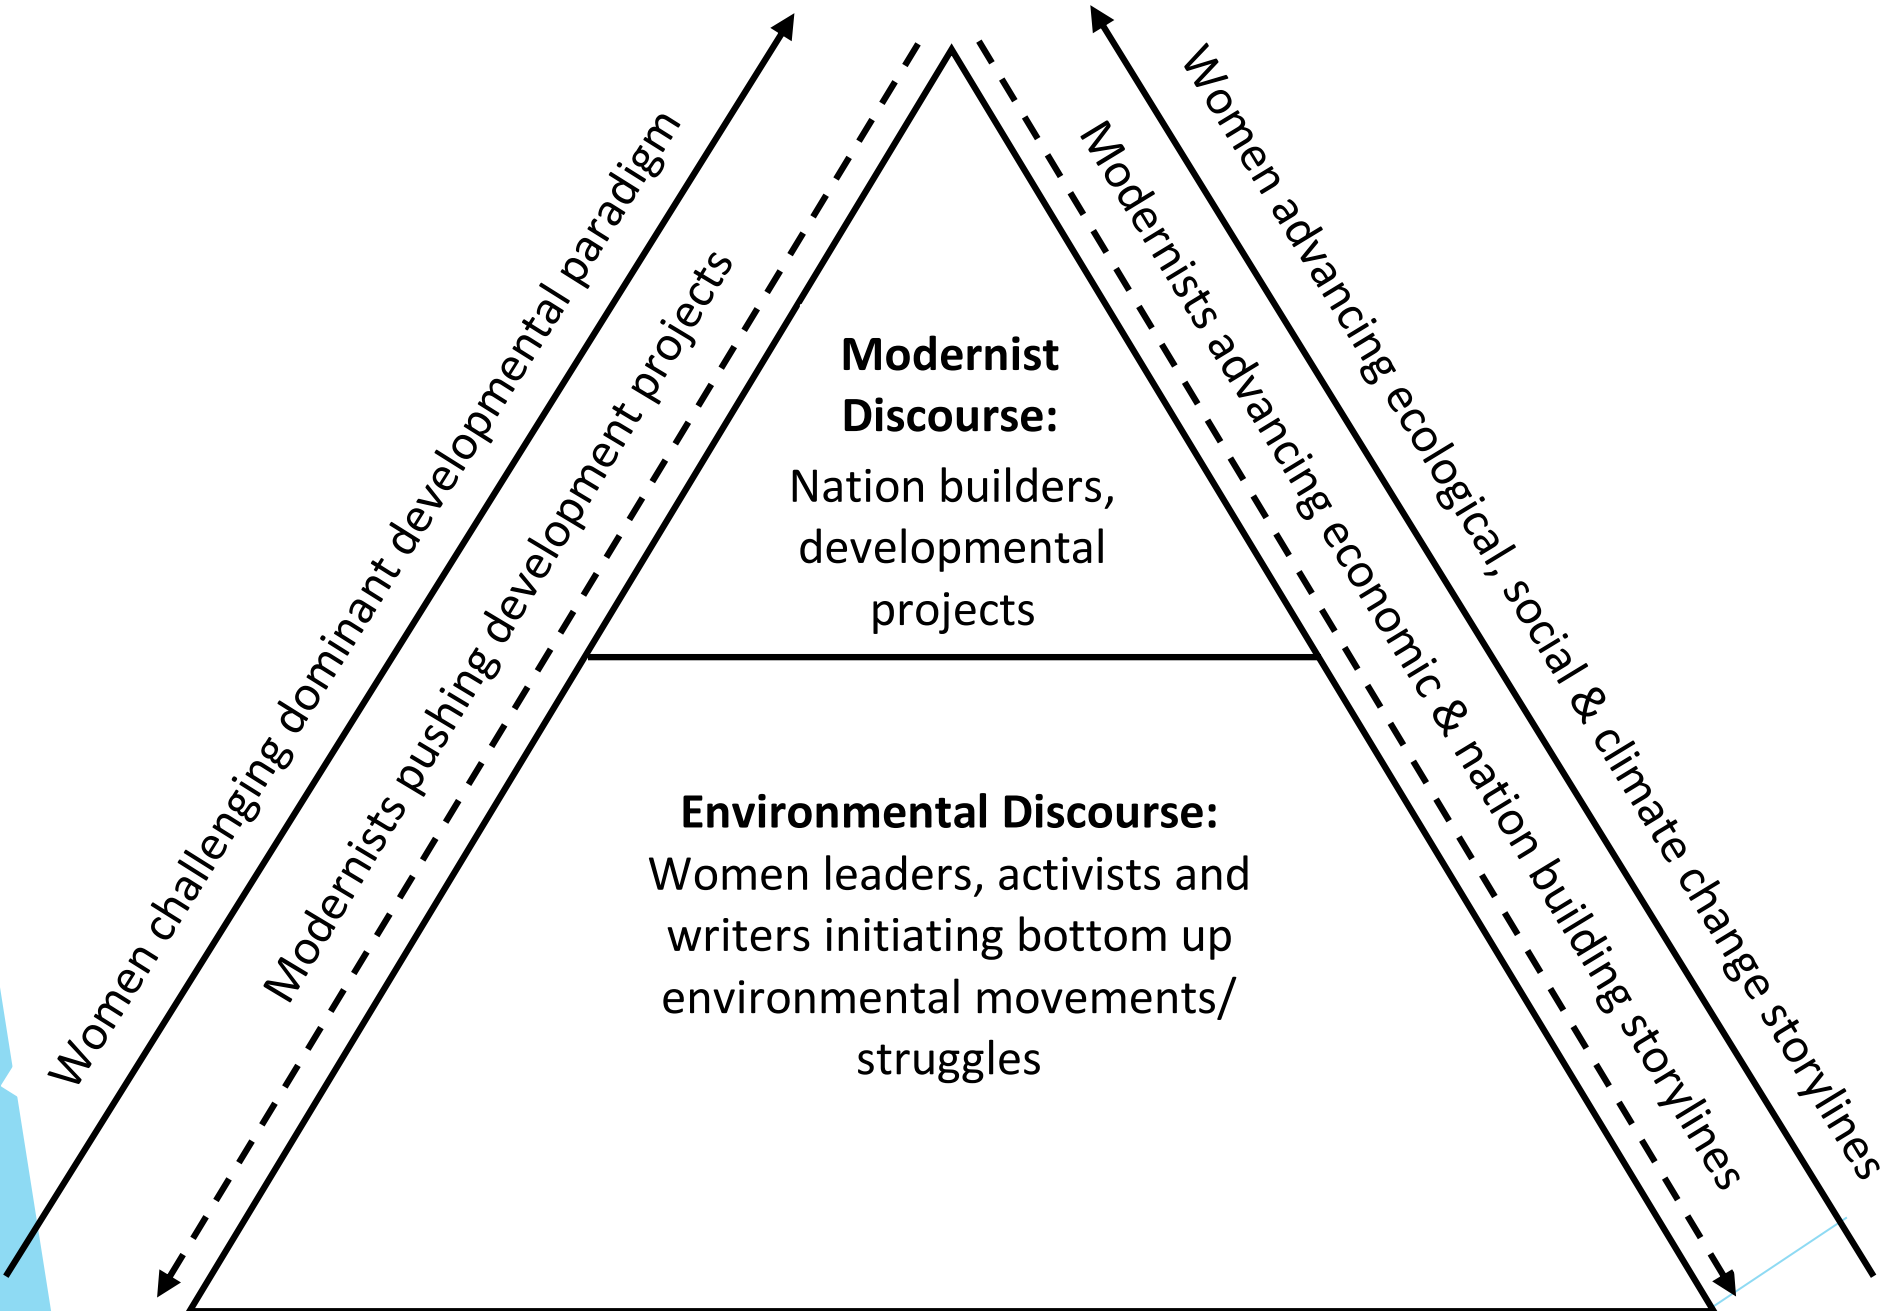 Women challenging dominant developmental paradigm
Modernists pushing development projects
Modernist
Discourse:
Nation builders,
developmental
projects
Environmental Discourse:
Women leaders, activists and
writers initiating bottom up
environmental movements/
struggles
Modernists advancing economic & nation building storylines
Women advancing ecological, social & climate change storylines